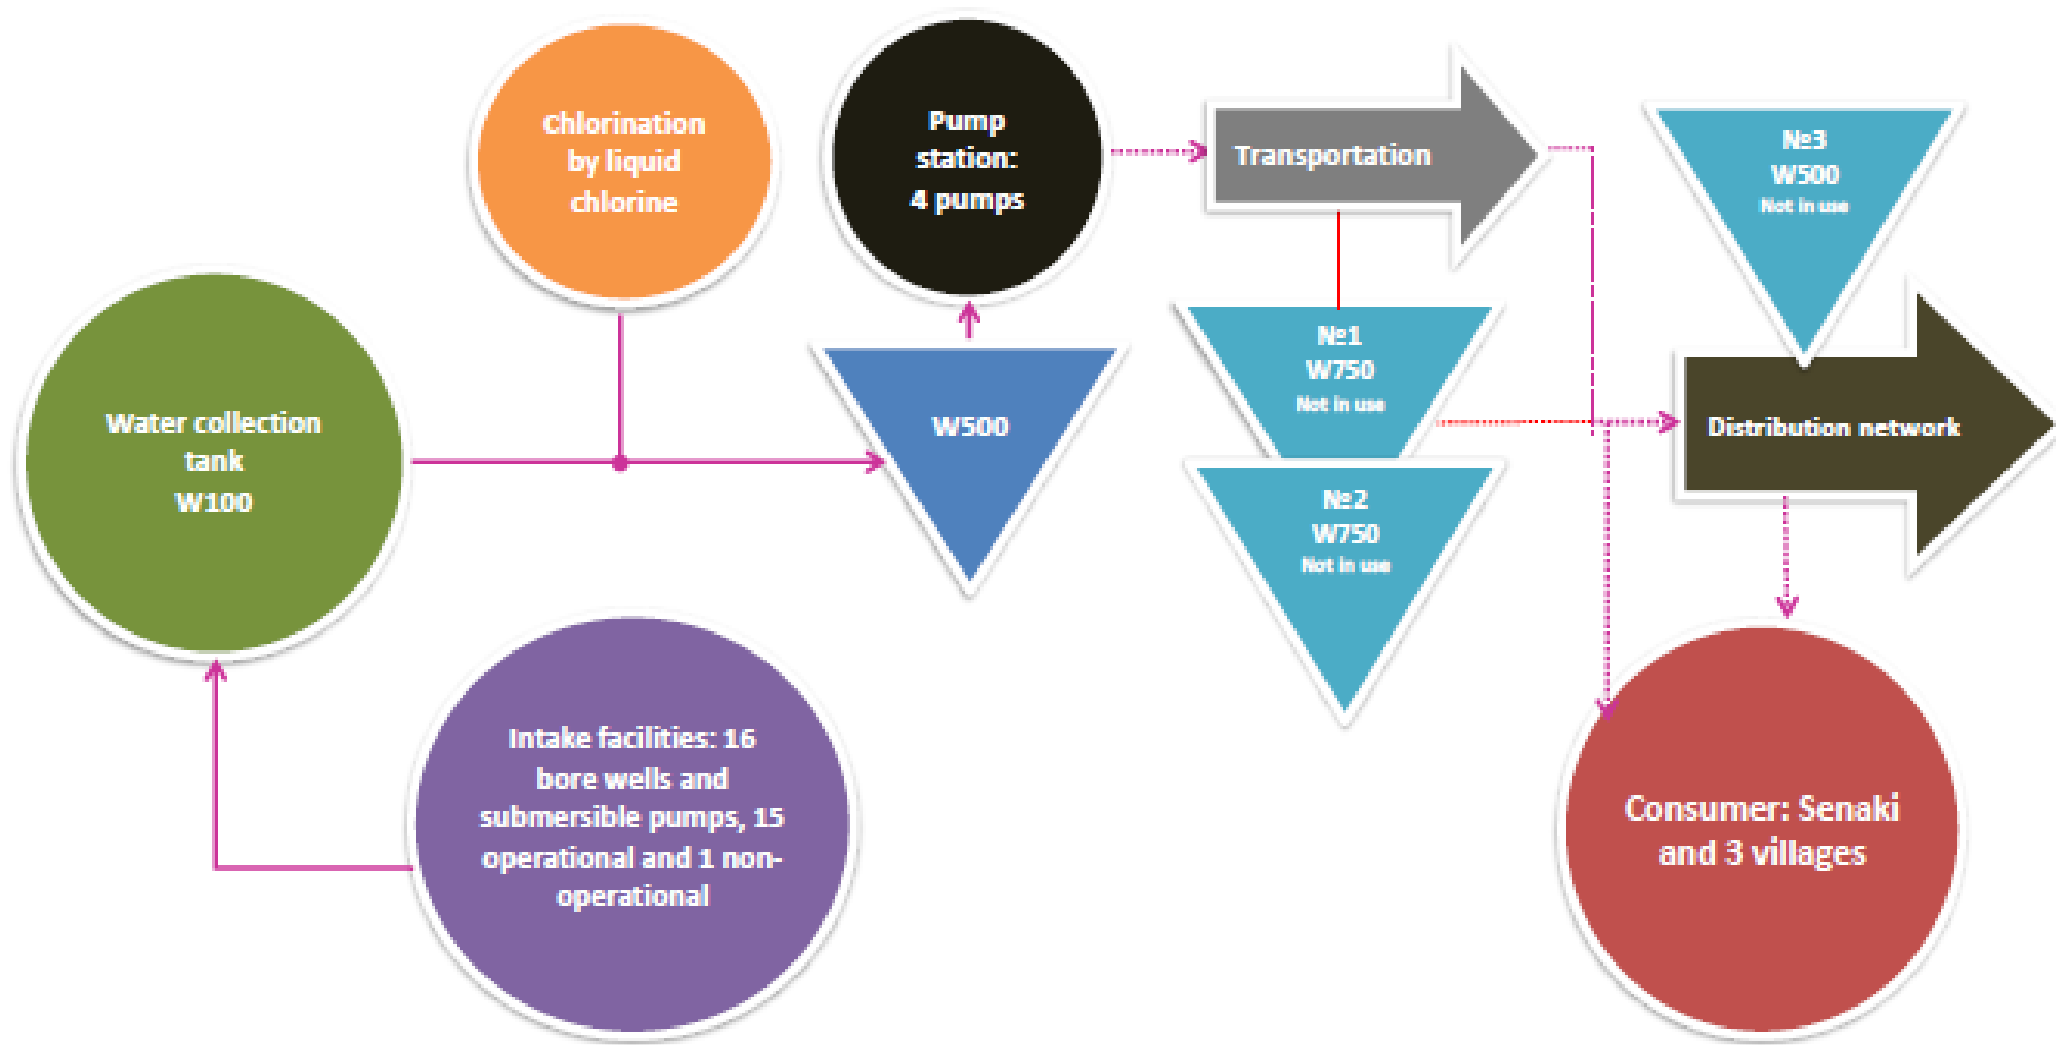 Chlorination
by liquid
chlorine
Pump
station:
4 pumps
Transportation
№3
W500
Not in use
Water collection
tank
W100
W500
№1
W750
Not in use
Distribution network
№2
W750
Not in use
Intake facilities: 16
bore wells and
submersible pumps, 15
operational and 1 non-
operational
Consumer: Senaki
and 3 villages